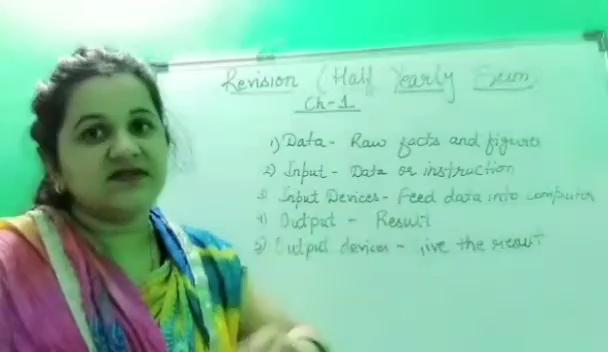 Revision (Half Yearly Exam)
Ch-1
1) Data - Raw facts and figures
2) Input - Data or instruction
3) Input Devices - Feed data into computer
4) Output - Result
5) Output devices - give the result